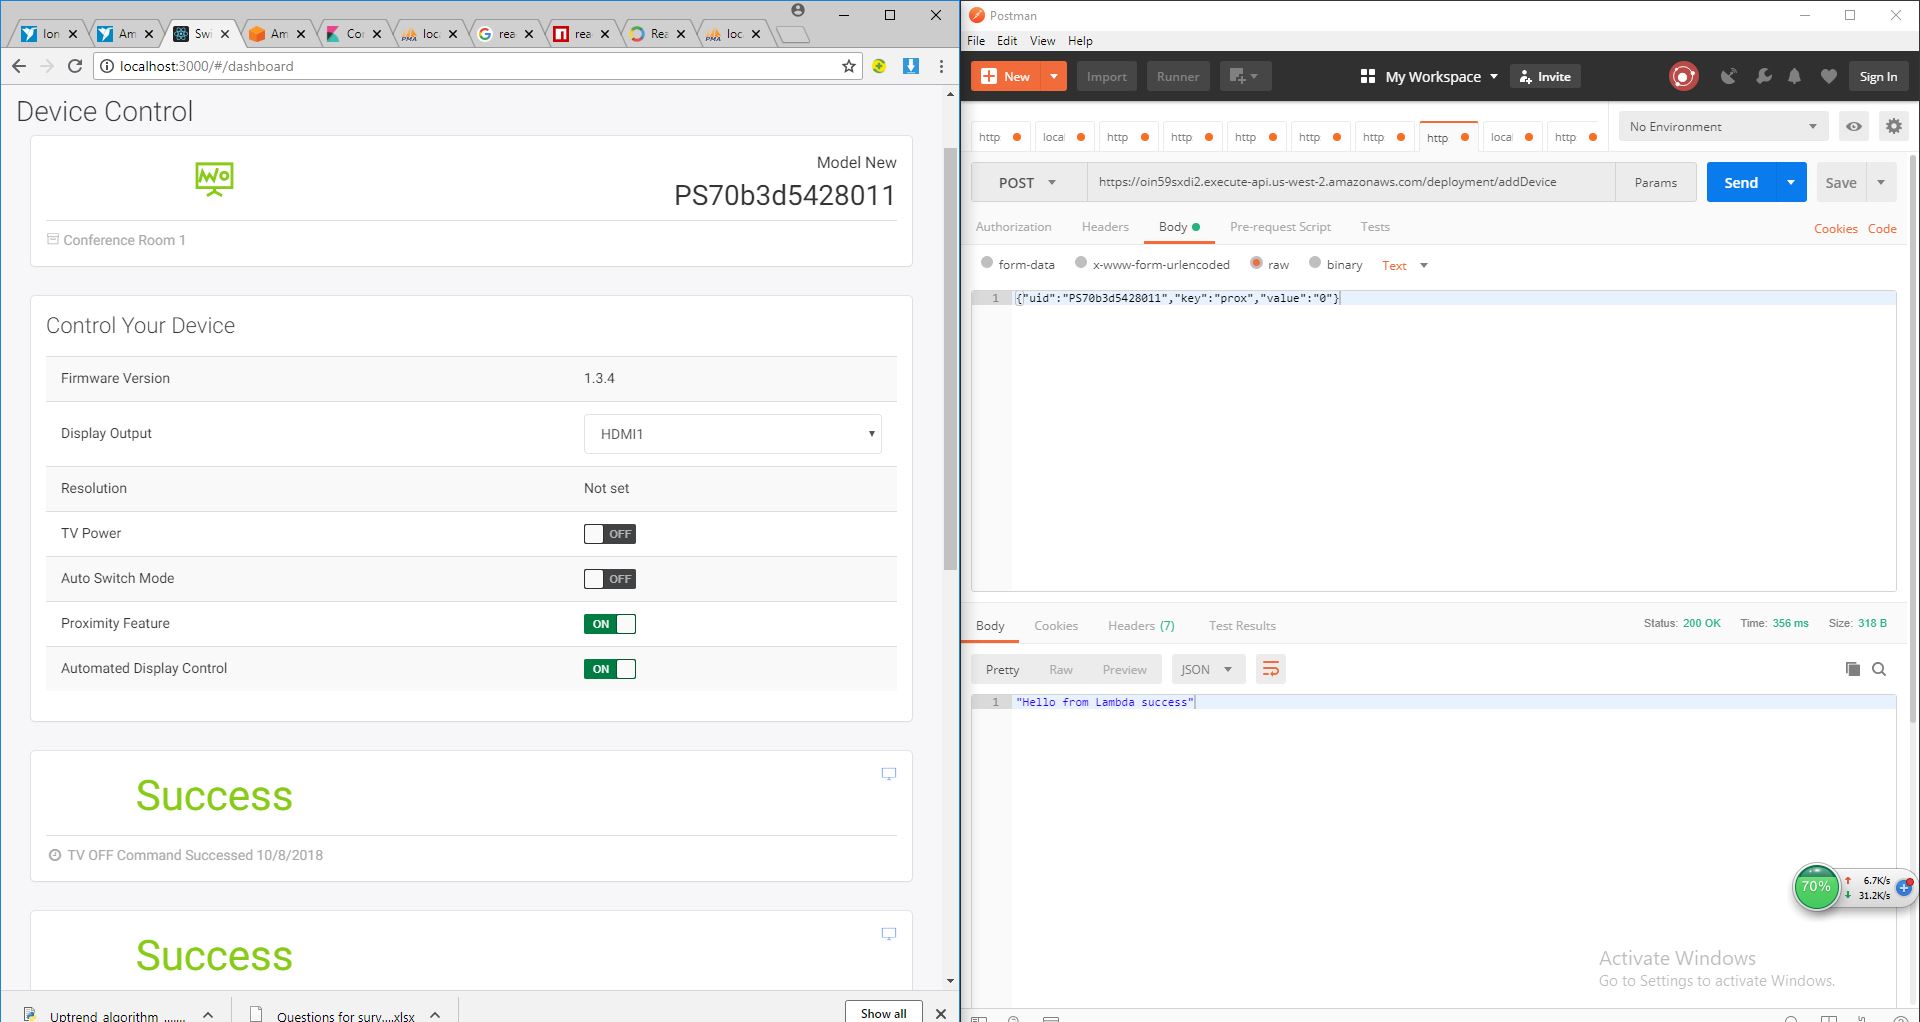 Ion
Am
Swi
Am
Co
loc
rea
rea
Rea
loc
localhost:3000/#/dashboard
Device Control
Model New
PS70b3d5428011
Conference Room 1
Control Your Device
Firmware Version 1.3.4
Display Output HDMI1
Resolution Not set
TV Power OFF
Auto Switch Mode OFF
Proximity Feature ON
Automated Display Control ON
Success
TV OFF Command Successed 10/8/2018
Success
Uptrend_algorithm_......
Questions for surv....xlsx
Show all
Postman
File Edit View Help
New Import Runner My Workspace Invite Sign In
http local http http http http http http local http No Environment
POST https://oin59sxdi2.execute-api.us-west-2.amazonaws.com/deployment/addDevice Params Send Save
Authorization Headers Body Pre-request Script Tests Cookies Code
form-data x-www-form-urlencoded raw binary Text
1 {"uid":"PS70b3d5428011","key":"prox","value":"0"}
Body Cookies Headers (7) Test Results Status: 200 OK Time: 356 ms Size: 318 B
Pretty Raw Preview JSON
1 "Hello from Lambda success"
70% 6.7K/s
31.2K/s
Activate Windows
Go to Settings to activate Windows.